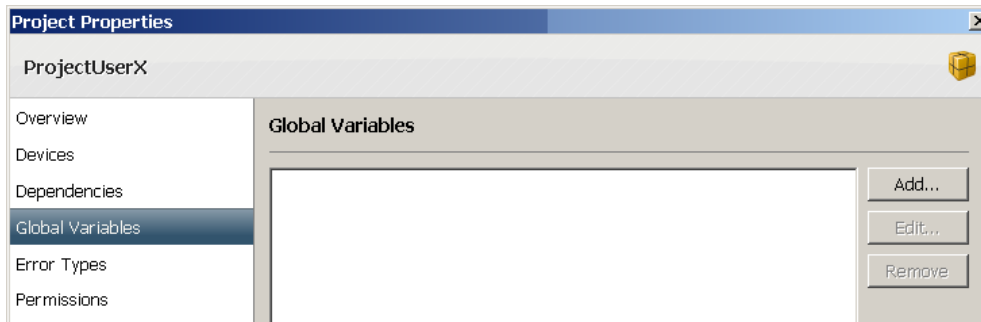 Project Properties
ProjectUserX
Overview
Devices
Dependencies
Global Variables
Error Types
Permissions
Global Variables
Add...
Edit...
Remove